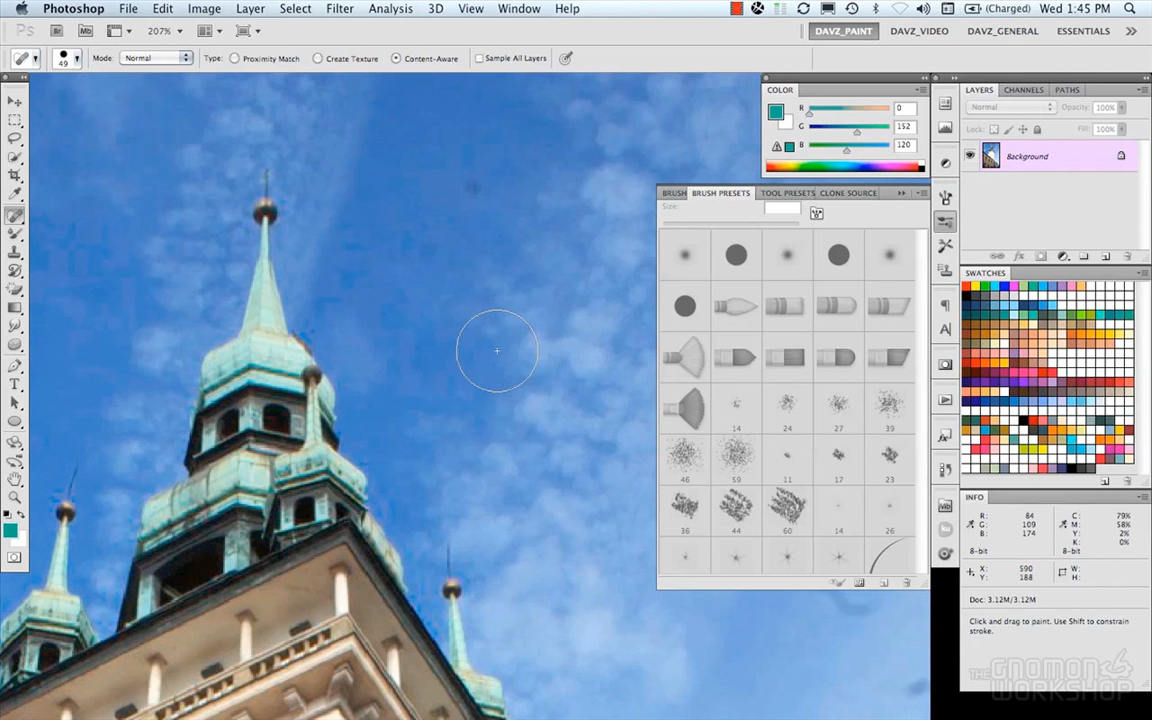 Photoshop File Edit Image Layer Select Filter Analysis 3D View Window Help (Charged) Wed 1:45 PM
Ps Br Mb 207% DAVZ_PAINT DAVZ_VIDEO DAVZ_GENERAL ESSENTIALS
49 Mode: Normal Type: Proximity Match Create Texture Content-Aware Sample All Layers
COLOR
R 0
G 152
B 120
LAYERS CHANNELS PATHS
Normal Opacity: 100%
Lock: Fill: 100%
Background
BRUSH BRUSH PRESETS TOOL PRESETS CLONE SOURCE
Size:
14 24 27 39
46 59 11 17 23
36 44 60 14 26
SWATCHES
INFO
R: 84 C: 79%
G: 109 M: 58%
B: 174 Y: 2%
K: 0%
8-bit 8-bit
X: 590 W:
Y: 188 H:
Doc: 3.12M/3.12M
Click and drag to paint. Use Shift to constrain
stroke.
THE GNOMON
WORKSHOP